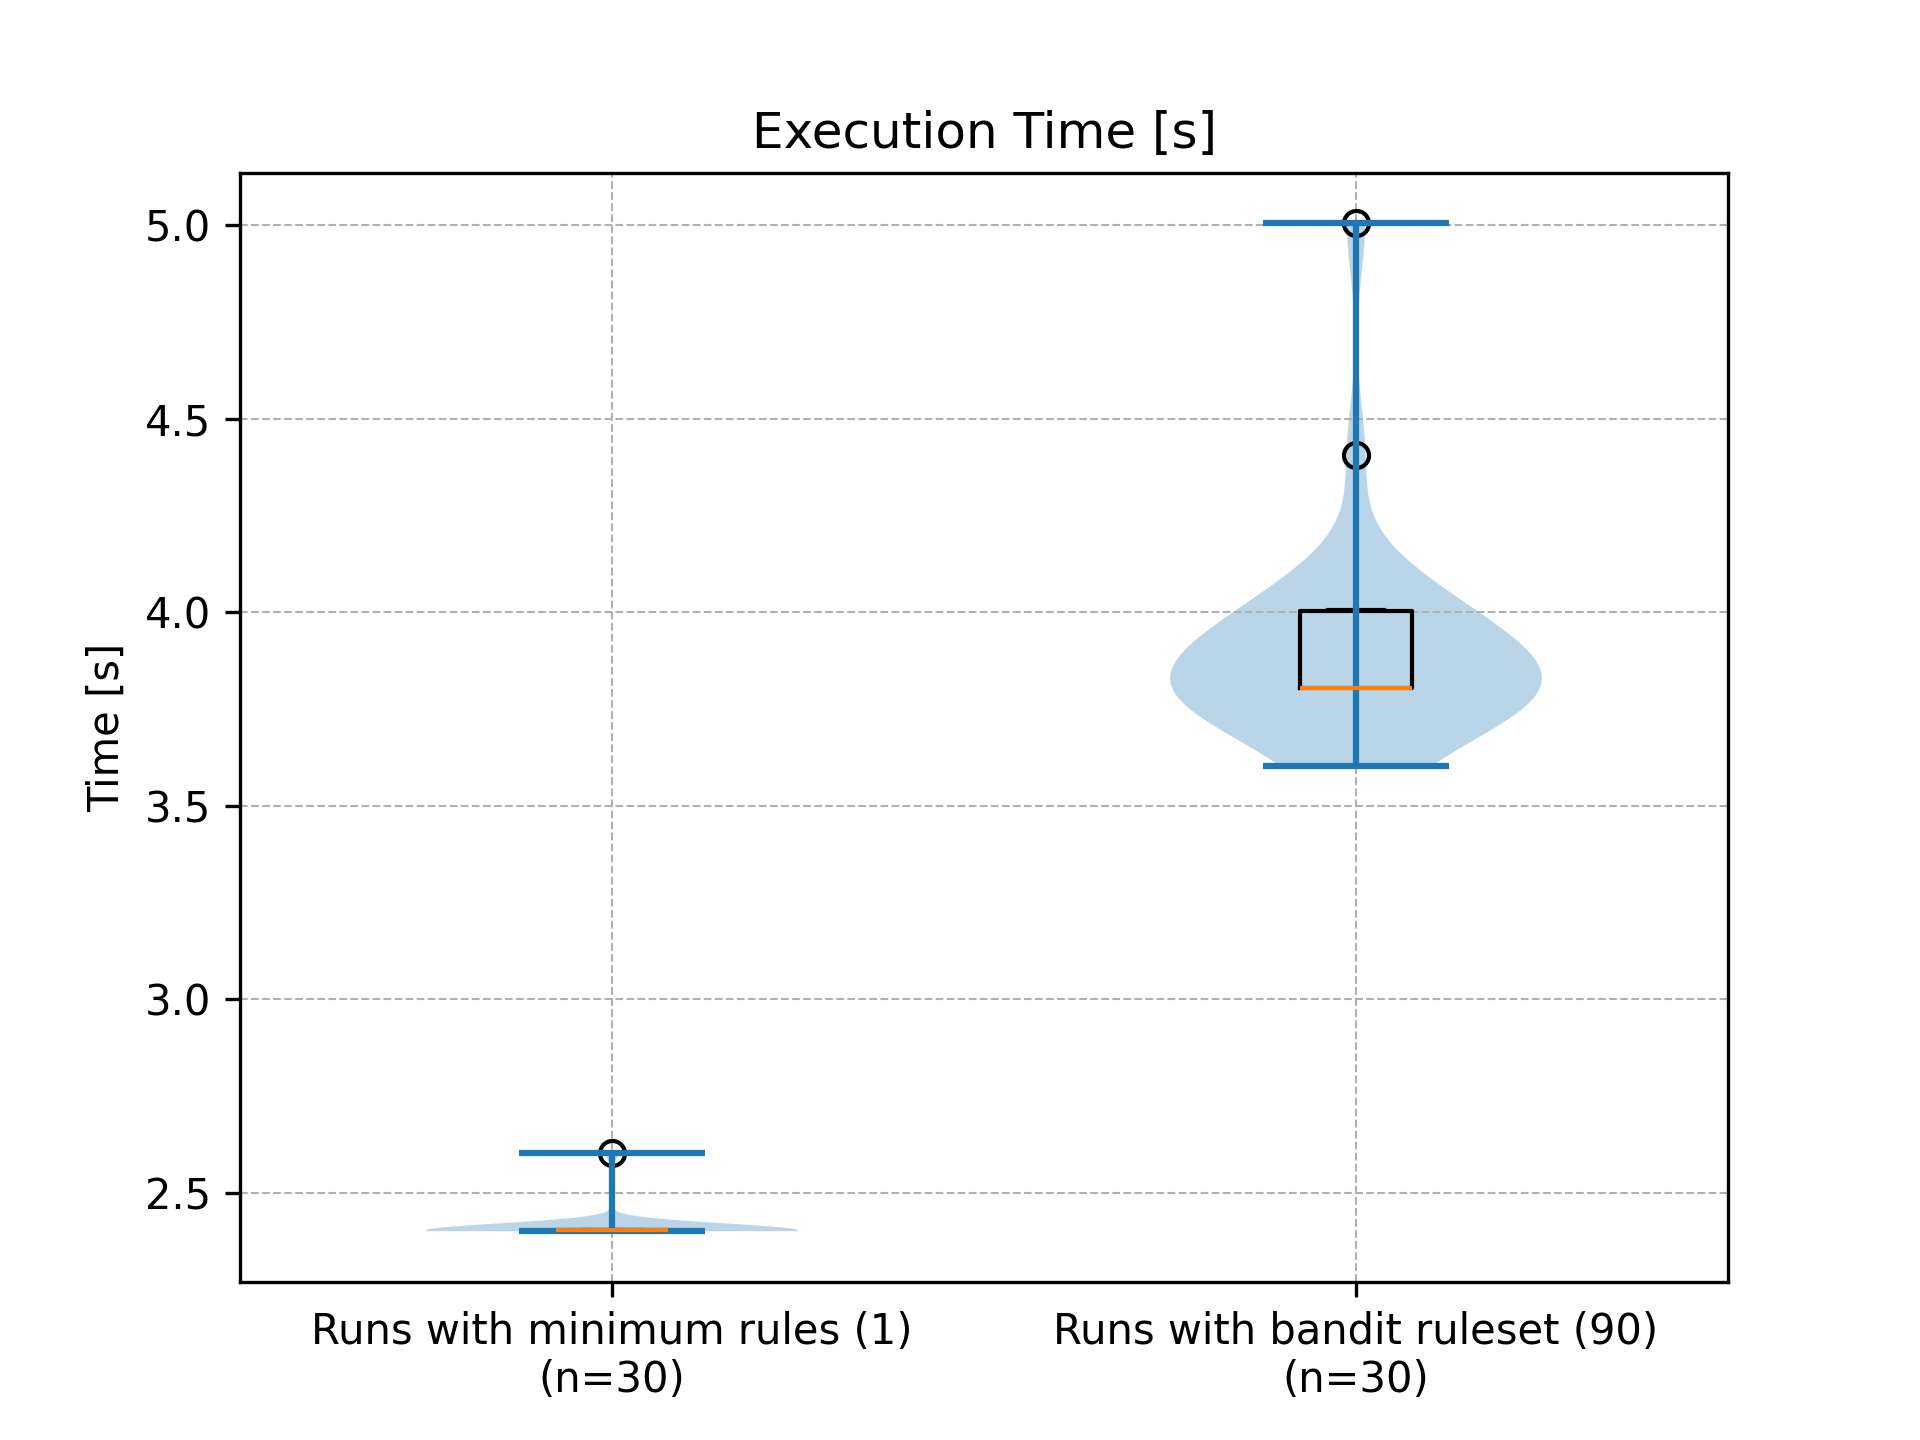 Execution Time [s]
Time [s]
5.0
4.5
4.0
3.5
3.0
2.5
Runs with minimum rules (1)
(n=30)
Runs with bandit ruleset (90)
(n=30)